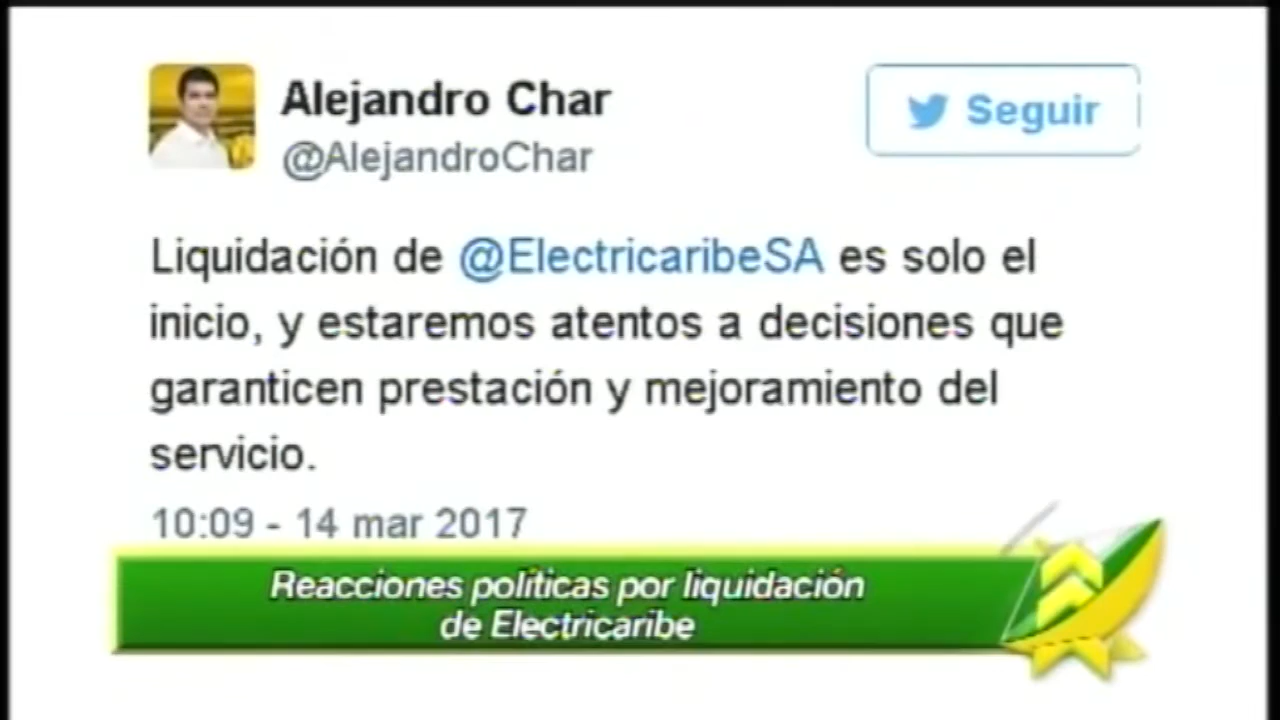 Alejandro Char
Seguir
@AlejandroChar
Liquidación de @ElectricaribeSA es solo el
inicio, y estaremos atentos a decisiones que
garanticen prestación y mejoramiento del
servicio.
10:09 - 14 mar 2017
Reacciones políticas por liquidación
de Electricaribe